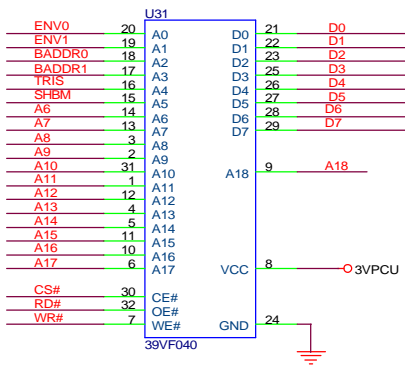 U31
ENV0 20 A0 D0 21 D0
ENV1 19 A1 D1 22 D1
BADDR0 18 A2 D2 23 D2
BADDR1 17 A3 D3 25 D3
TRIS 16 A4 D4 26 D4
SHBM 15 A5 D5 27 D5
A6 14 A6 D6 28 D6
A7 13 A7 D7 29 D7
A8 3 A8
A9 2 A9
A10 31 A10 A18 9 A18
A11 1 A11
A12 12 A12
A13 4 A13
A14 5 A14
A15 11 A15
A16 10 A16
A17 6 A17 VCC 8 3VPCU
CS# 30 CE#
RD# 32 OE#
WR# 7 WE# GND 24
39VF040